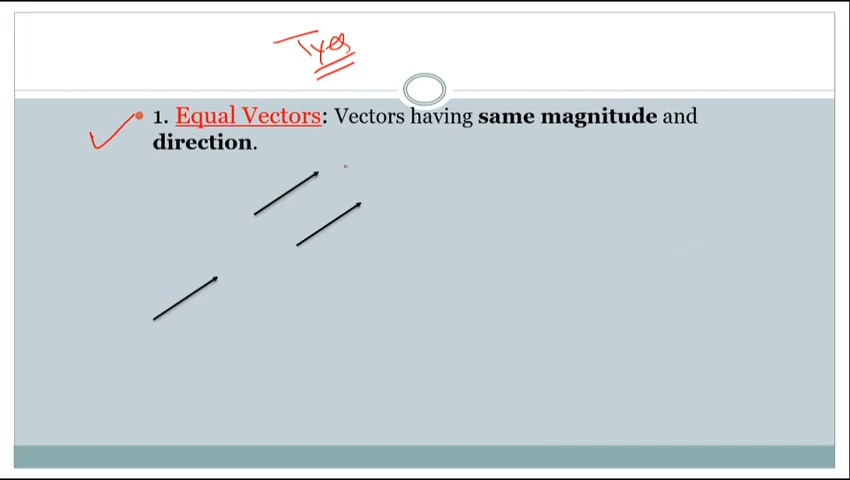 Types
1. Equal Vectors: Vectors having same magnitude and
direction.